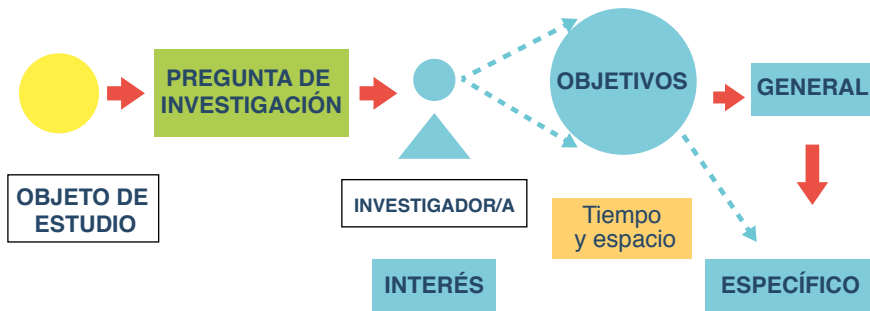 PREGUNTA DE
INVESTIGACIÓN
OBJETIVOS
GENERAL
OBJETO DE
ESTUDIO
INVESTIGADOR/A
Tiempo
y espacio
INTERÉS
ESPECÍFICO